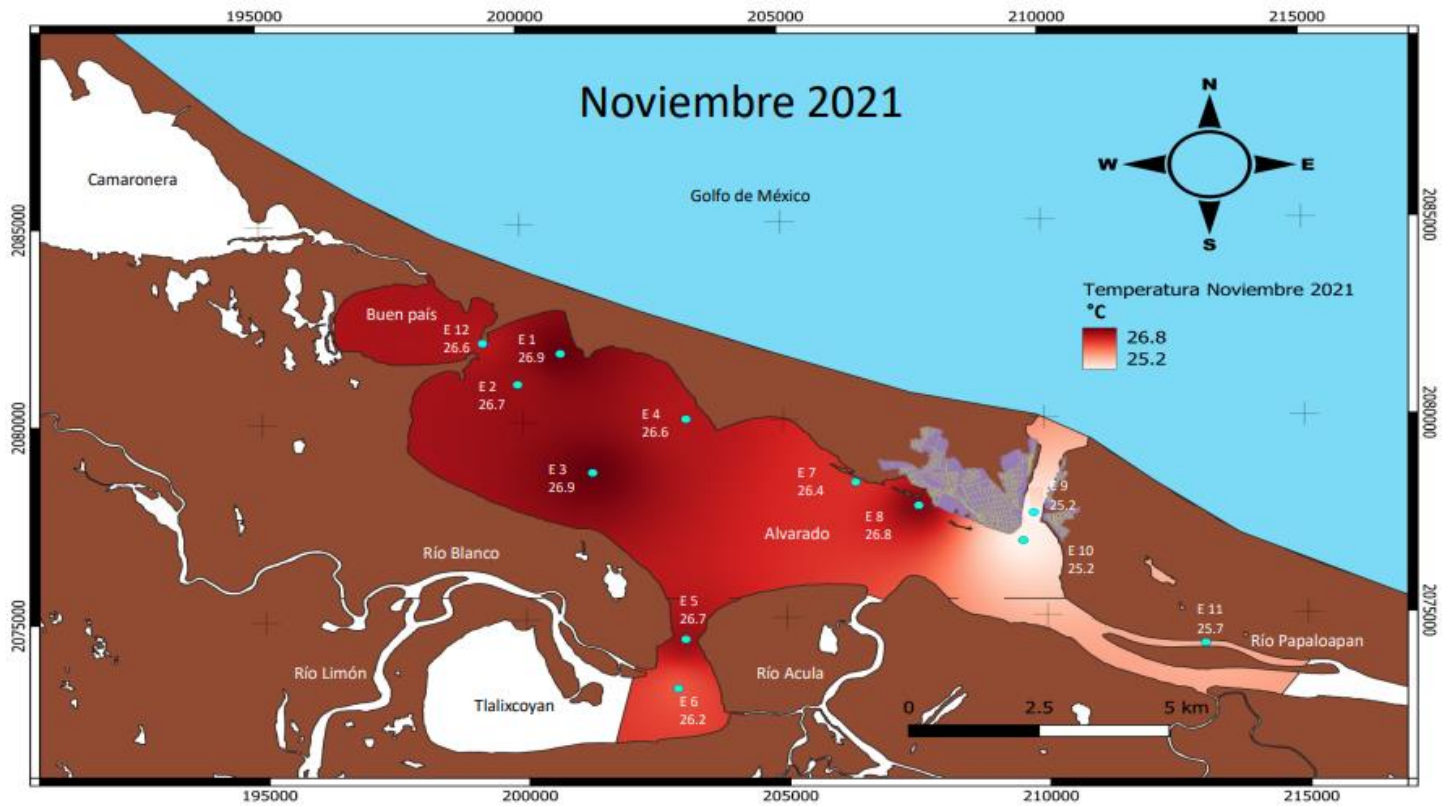 195000 200000 205000 210000 215000
Noviembre 2021
N
W E
S
Camaronera
Golfo de México
2085000 2085000
Temperatura Noviembre 2021
°C
26.8
25.2
Buen país
E 12
26.6
E 1
26.9
E 2
26.7
E 4
26.6
2080000 2080000
E 3
26.9
E 7
26.4
E 8
26.8
E 9
25.2
Alvarado
E 10
25.2
Río Blanco
E 5
26.7
2075000 2075000
E 11
25.7
Río Papaloapan
Río Limón
Río Acula
Tlalixcoyan
E 6
26.2
0 2.5 5 km
195000 200000 205000 210000 215000